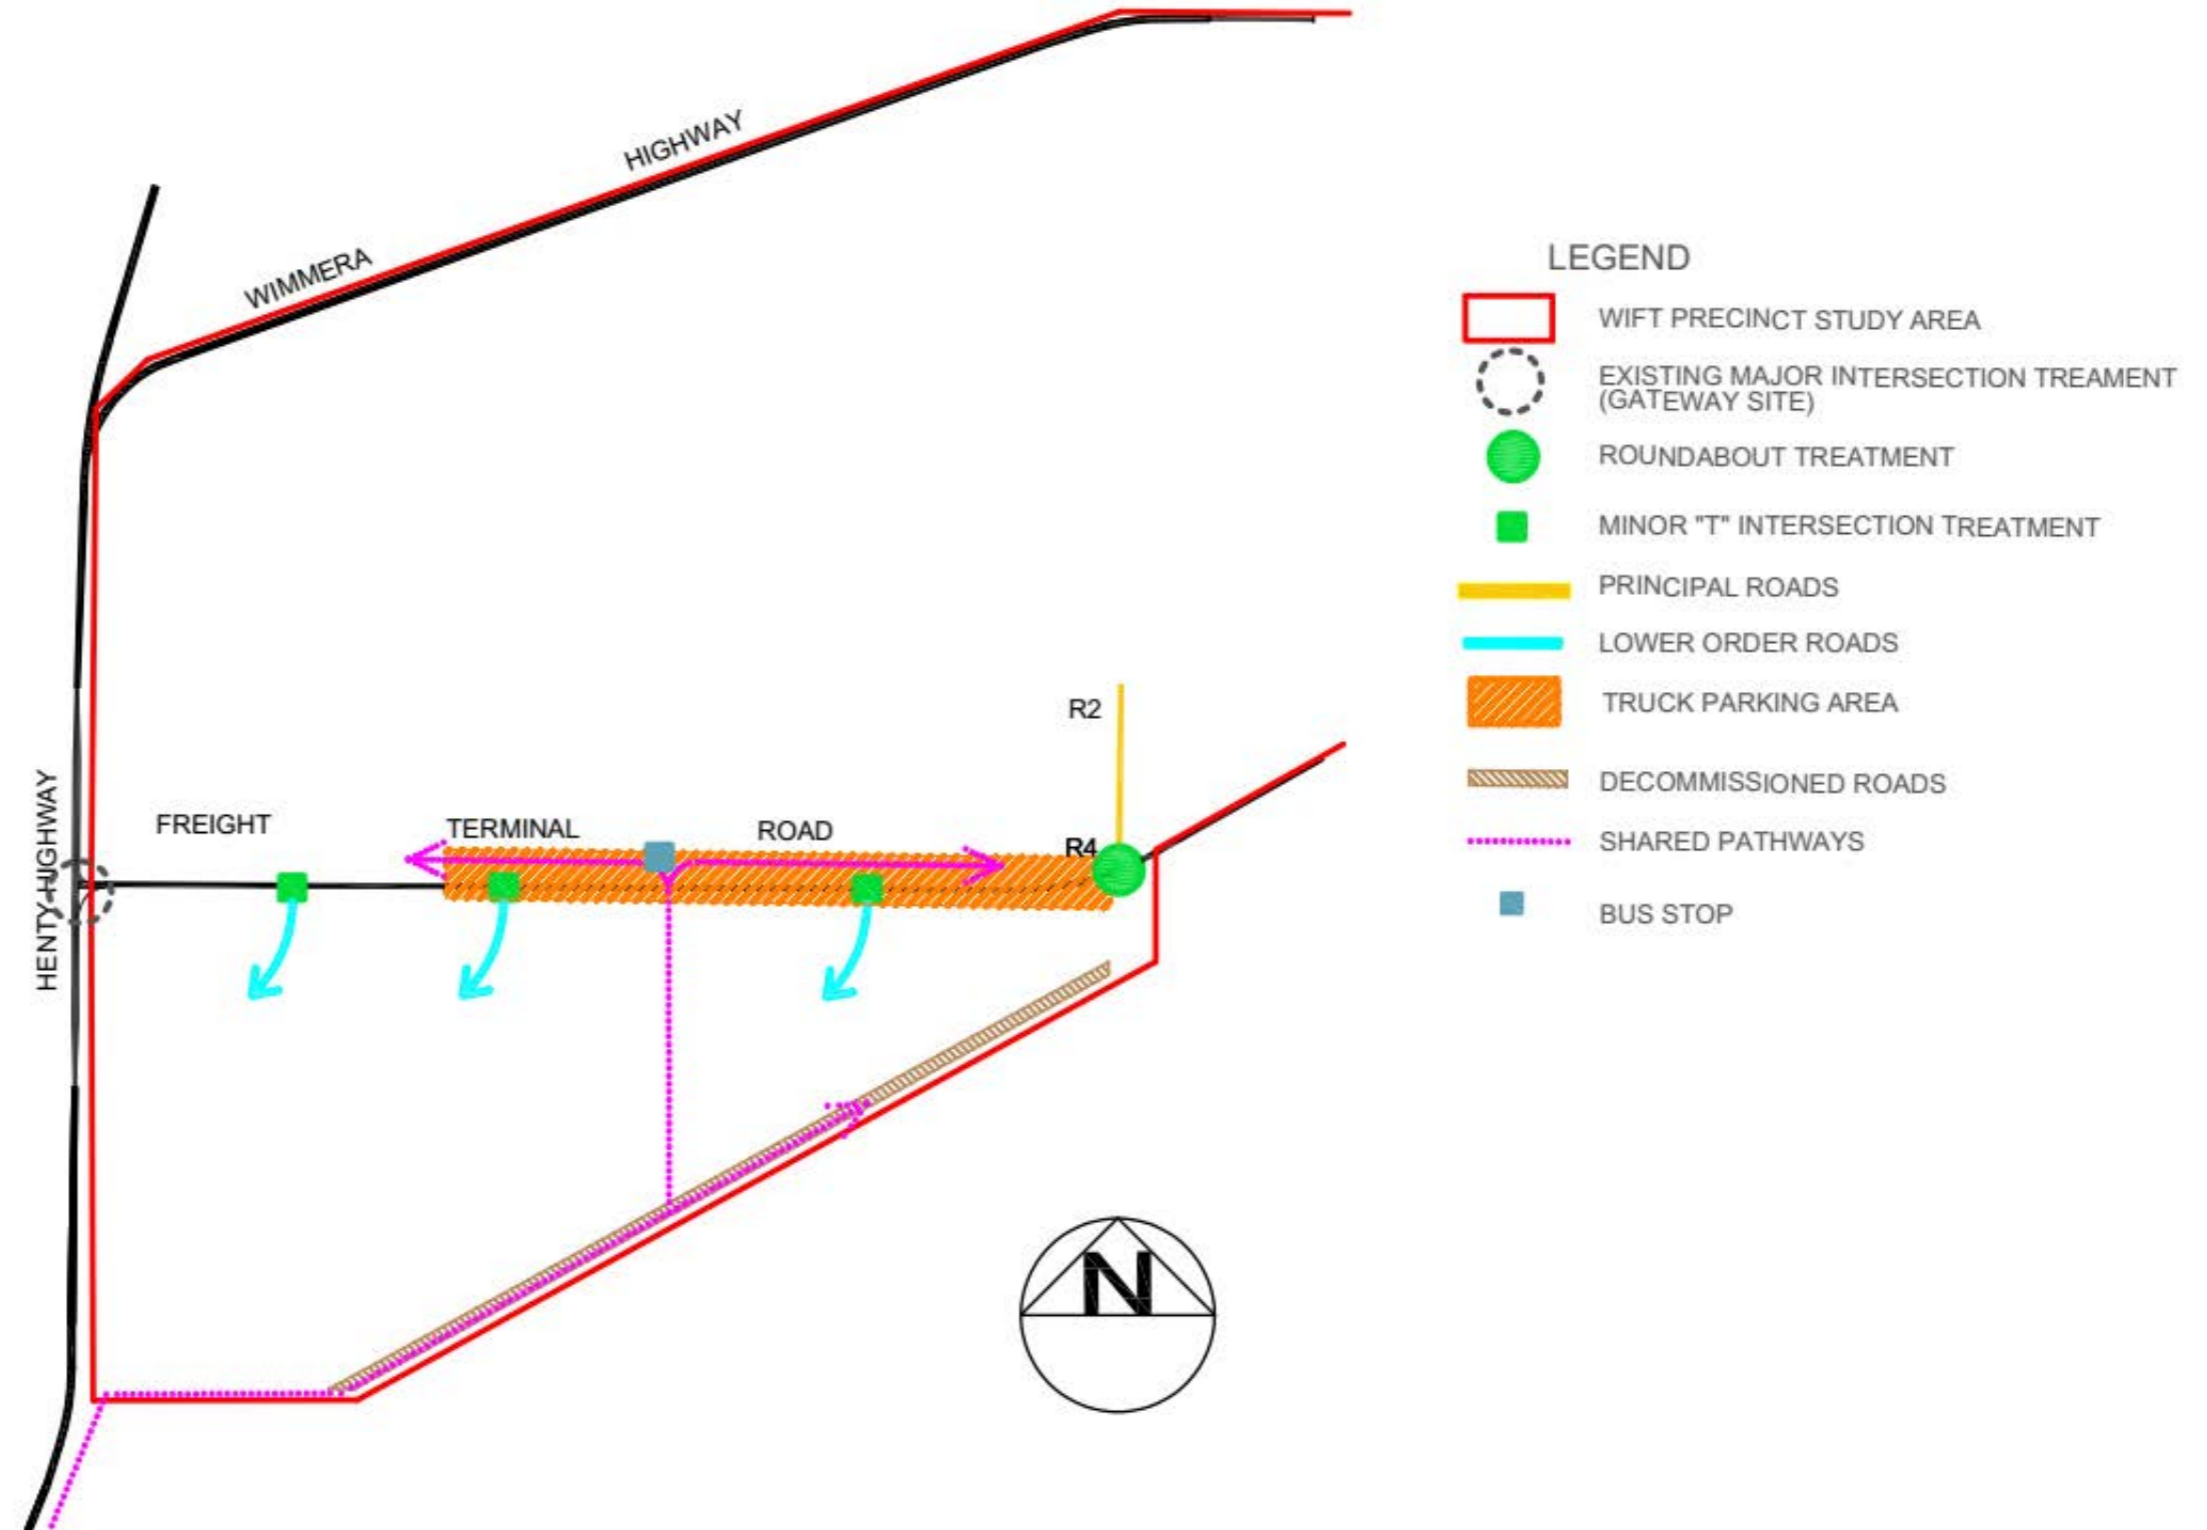 HIGHWAY
WIMMERA
HENTY HIGHWAY
FREIGHT
TERMINAL
ROAD
R2
R4
N
LEGEND
WIFT PRECINCT STUDY AREA
EXISTING MAJOR INTERSECTION TREAMENT
(GATEWAY SITE)
ROUNDABOUT TREATMENT
MINOR "T" INTERSECTION TREATMENT
PRINCIPAL ROADS
LOWER ORDER ROADS
TRUCK PARKING AREA
DECOMMISSIONED ROADS
SHARED PATHWAYS
BUS STOP